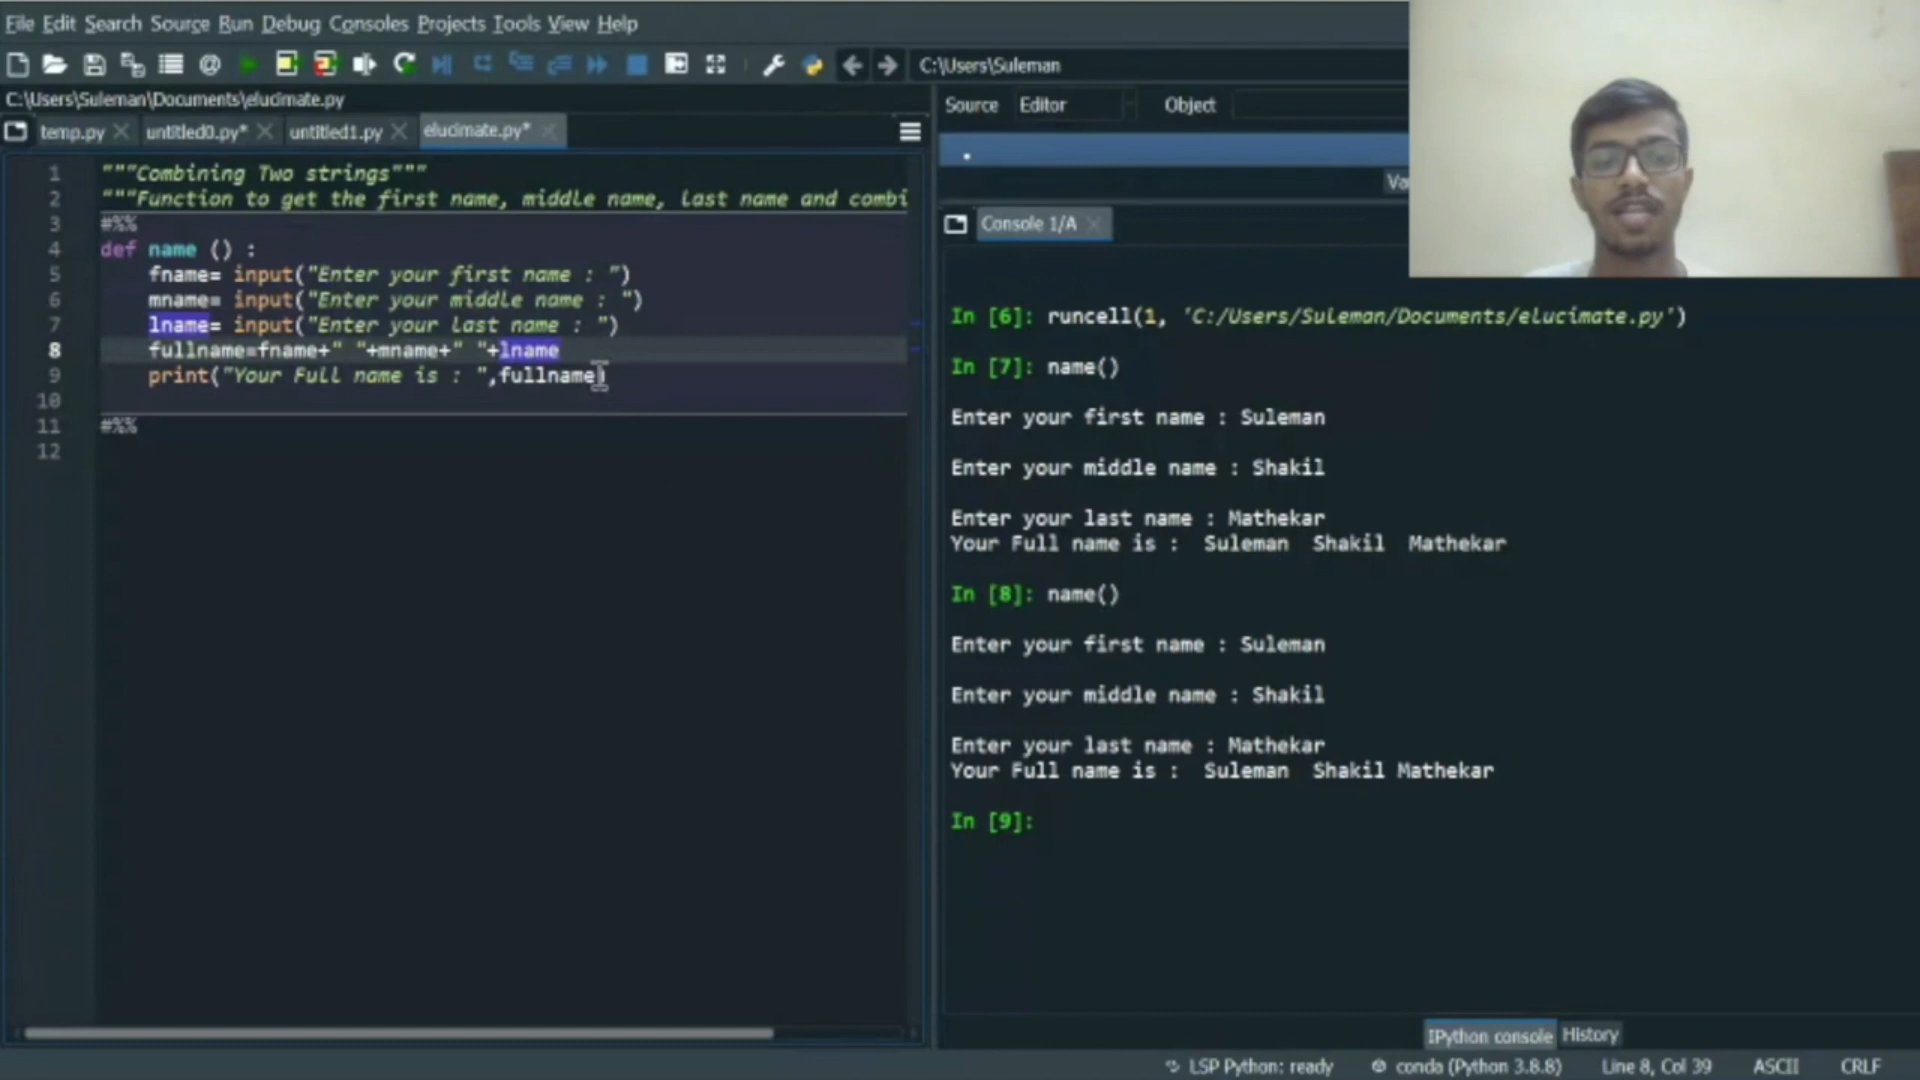 File Edit Search Source Run Debug Consoles Projects Tools View Help
C:\Users\Suleman
C:\Users\Suleman\Documents\elucimate.py
Source Editor Object
temp.py untitled0.py* untitled1.py elucimate.py*
1 """Combining Two strings"""
2 """Function to get the first name, middle name, last name and combi
3 #%%
4 def name () :
5 fname= input("Enter your first name : ")
6 mname= input("Enter your middle name : ")
7 lname= input("Enter your last name : ")
8 fullname=fname+" "+mname+" "+lname
9 print("Your Full name is : ",fullname)
10
11 #%%
12
Va
Console 1/A
In [6]: runcell(1, 'C:/Users/Suleman/Documents/elucimate.py')
In [7]: name()
Enter your first name : Suleman
Enter your middle name : Shakil
Enter your last name : Mathekar
Your Full name is :  Suleman  Shakil  Mathekar
In [8]: name()
Enter your first name : Suleman
Enter your middle name : Shakil
Enter your last name : Mathekar
Your Full name is :  Suleman  Shakil Mathekar
In [9]:
IPython console History
LSP Python: ready conda (Python 3.8.8) Line 8, Col 39 ASCII CRLF